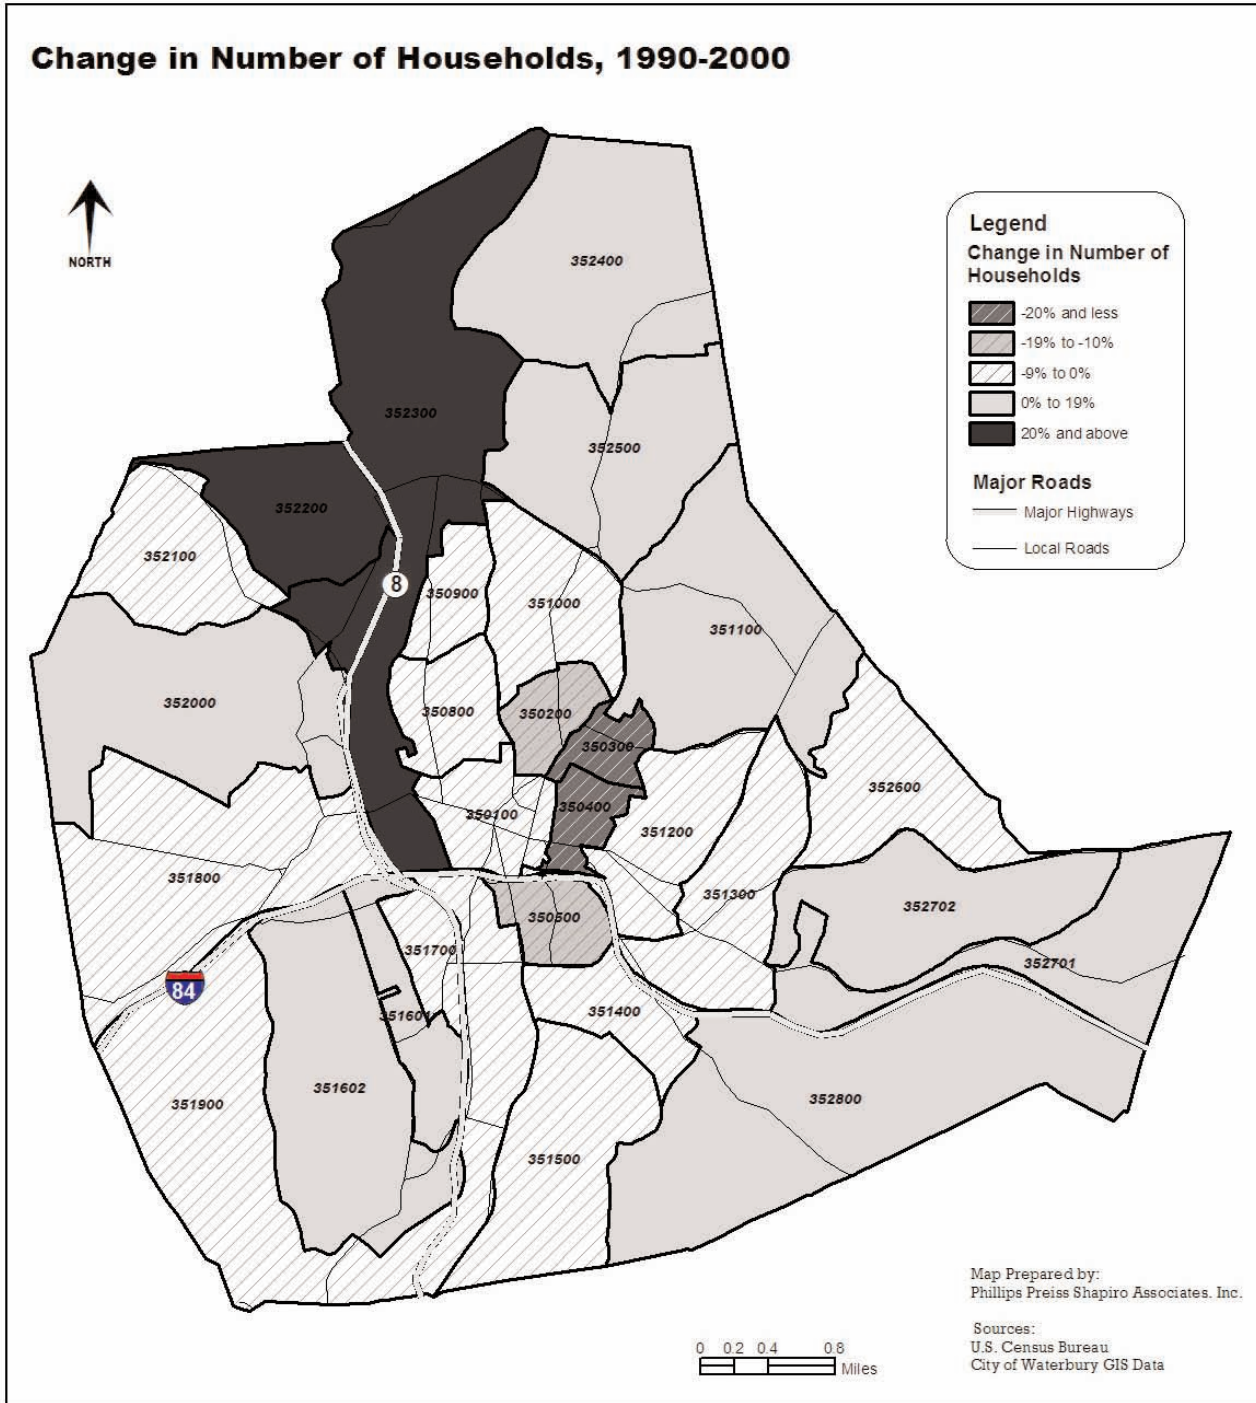 Change in Number of Households, 1990-2000
NORTH
Legend
Change in Number of
Households
-20% and less
-19% to -10%
-9% to 0%
0% to 19%
20% and above
Major Roads
Major Highways
Local Roads
352400
352300
352500
352200
352100
8
350900
351000
351100
352000
350800
350200
350300
352600
350400
350100
351200
351800
351300
352702
350500
351700
352701
84
351601
351400
351602
351900
352800
351500
Map Prepared by:
Phillips Preiss Shapiro Associates. Inc.
Sources:
U.S. Census Bureau
City of Waterbury GIS Data
0 0.2 0.4 0.8
Miles